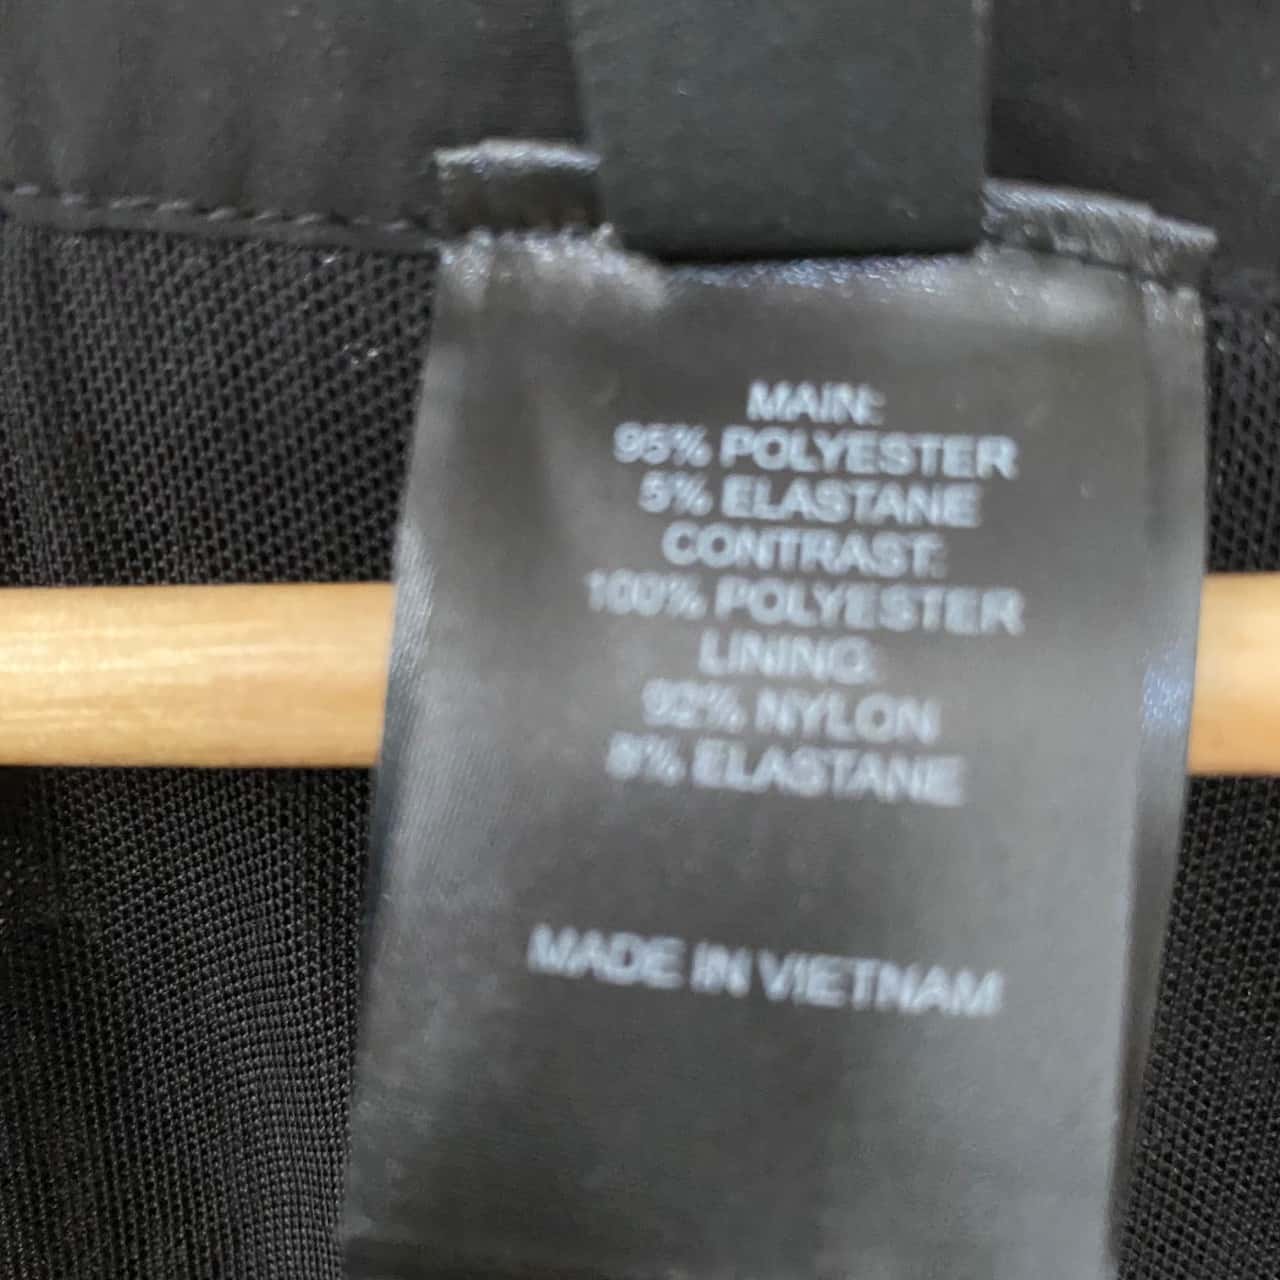 MAIN:
95% POLYESTER
5% ELASTANE
CONTRAST:
100% POLYESTER
LINING:
92% NYLON
8% ELASTANE
MADE IN VIETNAM